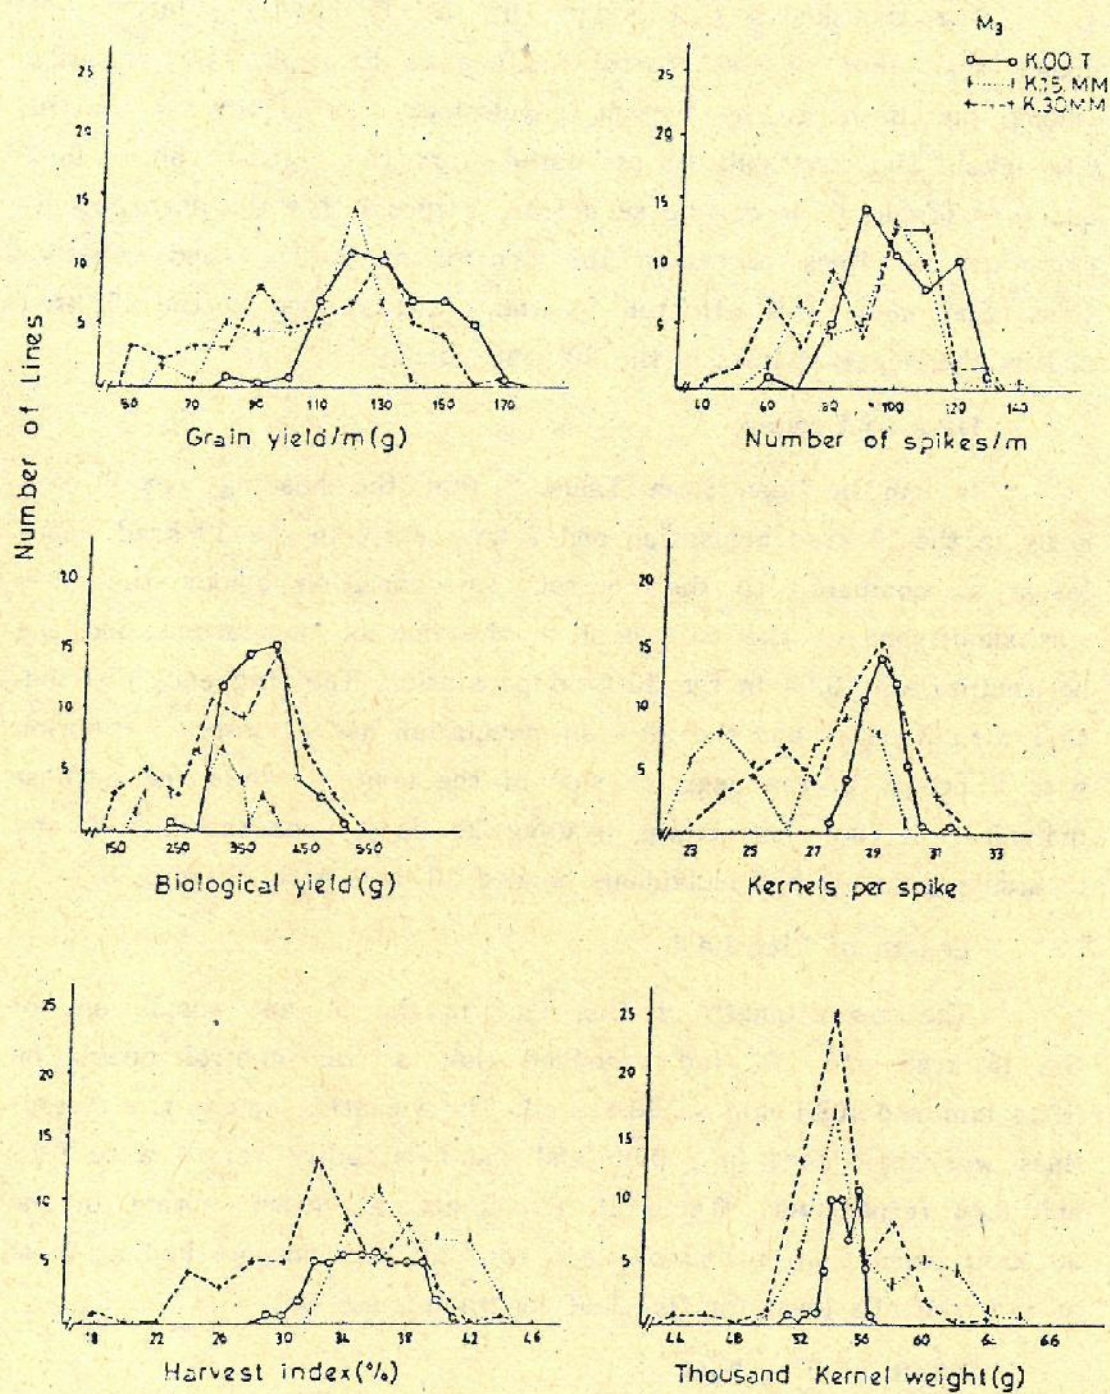 M3
K.00 T
K.15.MM
K.30.MM
Number of Lines
25
20
15
10
5
50 70 90 110 130 150 170
Grain yield/m(g)
25
20
15
10
5
40 60 80 100 120 140
Number of spikes/m
20
15
10
5
150 250 350 450 550
Biological yield(g)
20
15
10
5
23 25 27 29 31 33
Kernels per spike
25
20
15
10
5
18 22 26 30 34 38 42 46
Harvest index(%)
25
20
15
10
5
44 48 52 56 60 64 66
Thousand Kernel weight(g)